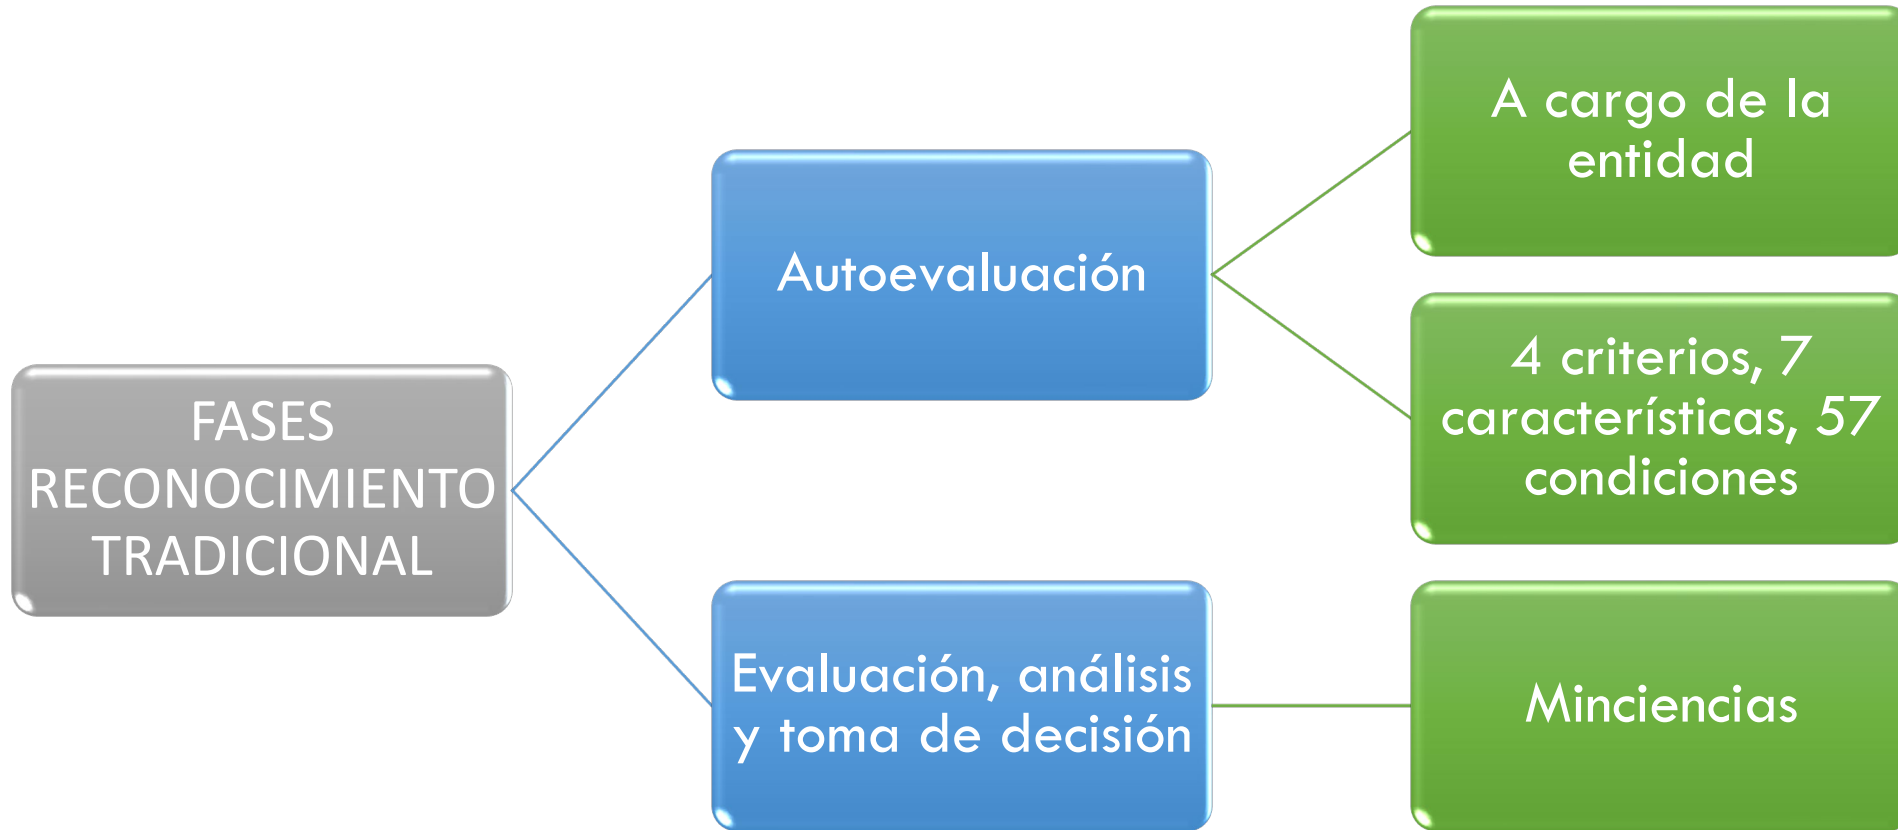 FASES
RECONOCIMIENTO
TRADICIONAL
Autoevaluación
A cargo de la
entidad
4 criterios, 7
característísticas, 57
condiciones
Evaluación, análisis
y toma de decisión
Minciencias